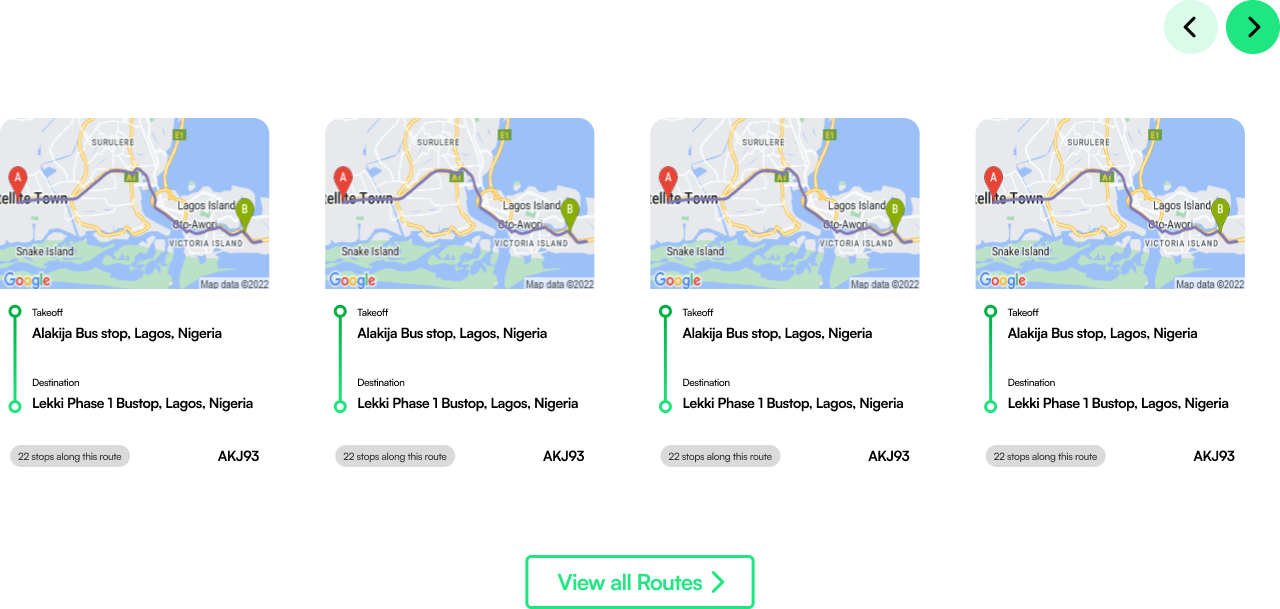 SURULERE
E1
A
A1
ellite Town
Lagos Island
B
Oto-Awori
VICTORIA ISLAND
Snake Island
Google
Map data ©2022
Takeoff
Alakija Bus stop, Lagos, Nigeria
Destination
Lekki Phase 1 Bustop, Lagos, Nigeria
22 stops along this route
AKJ93
SURULERE
E1
A
A1
ellite Town
Lagos Island
B
Oto-Awori
VICTORIA ISLAND
Snake Island
Google
Map data ©2022
Takeoff
Alakija Bus stop, Lagos, Nigeria
Destination
Lekki Phase 1 Bustop, Lagos, Nigeria
22 stops along this route
AKJ93
SURULERE
E1
A
A1
ellite Town
Lagos Island
B
Oto-Awori
VICTORIA ISLAND
Snake Island
Google
Map data ©2022
Takeoff
Alakija Bus stop, Lagos, Nigeria
Destination
Lekki Phase 1 Bustop, Lagos, Nigeria
22 stops along this route
AKJ93
SURULERE
E1
A
A1
ellite Town
Lagos Island
B
Oto-Awori
VICTORIA ISLAND
Snake Island
Google
Map data ©2022
Takeoff
Alakija Bus stop, Lagos, Nigeria
Destination
Lekki Phase 1 Bustop, Lagos, Nigeria
22 stops along this route
AKJ93
View all Routes